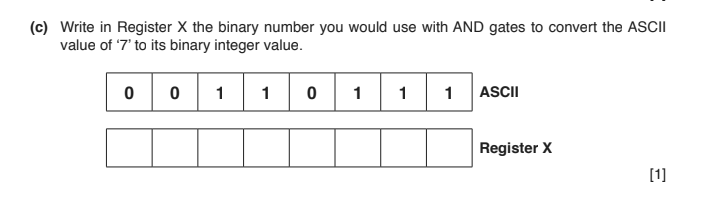 (c) Write in Register X the binary number you would use with AND gates to convert the ASCII
value of ‘7’ to its binary integer value.
0 0 1 1 0 1 1 1 ASCII
Register X
[1]